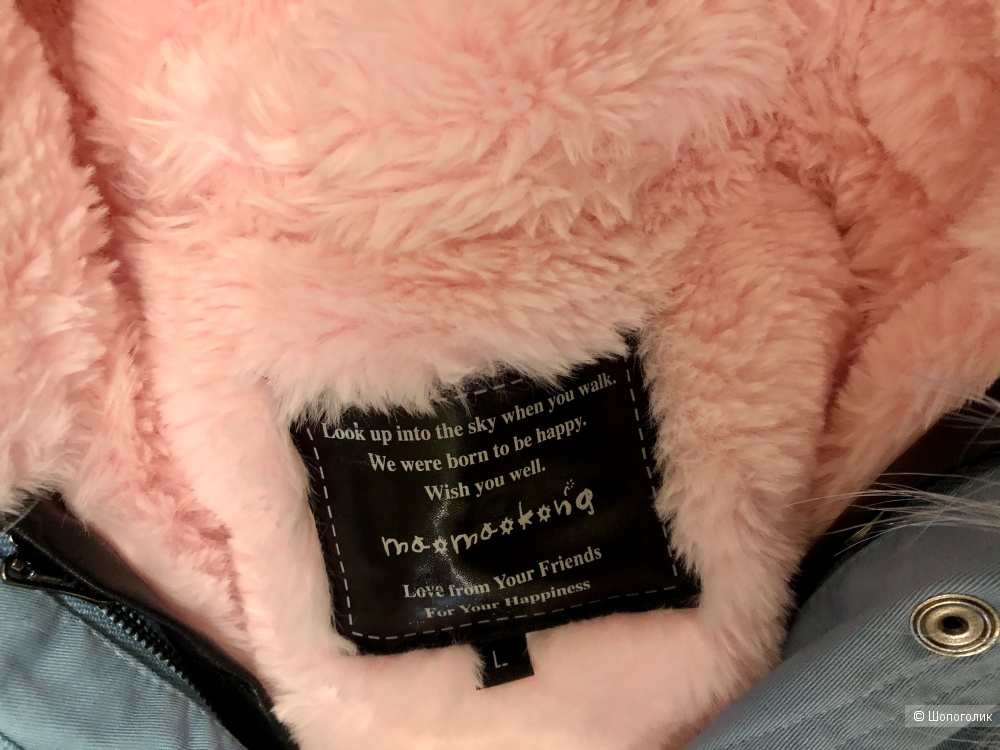 Look up into the sky when you walk.
We were born to be happy.
Wish you well.
maomaokong
Love from Your Friends
For Your Happiness
L
© Шопоголик